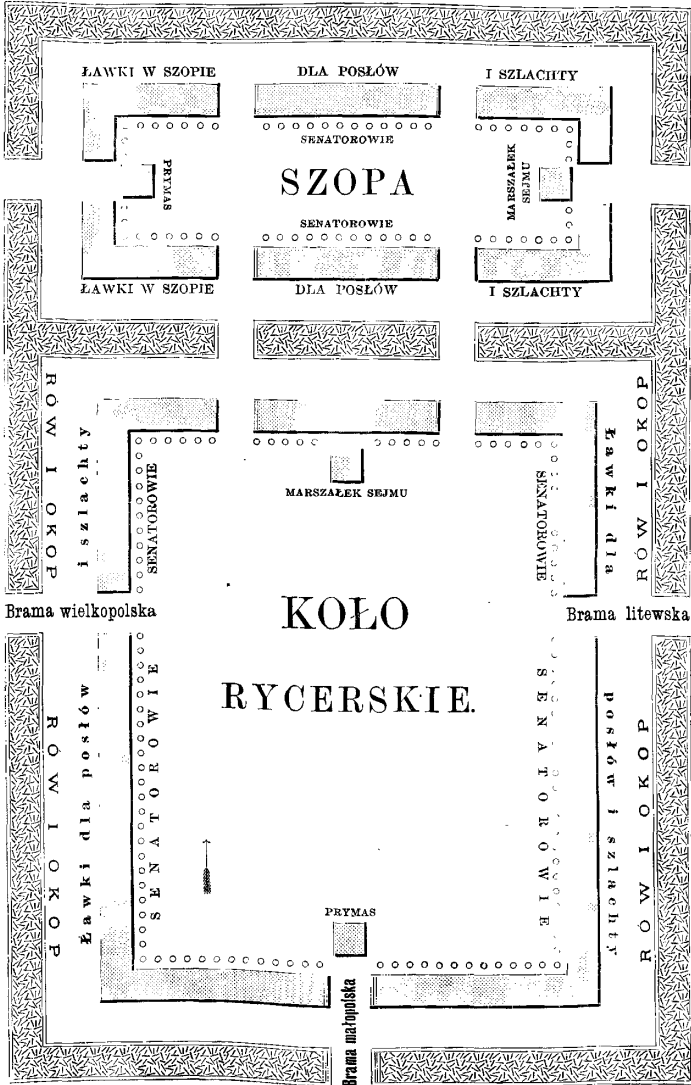 ŁAWKI W SZOPIE
DLA POSŁÓW
I SZLACHTY
SENATOROWIE
PRYMAS
SZOPA
MARSZAŁEK
SEJMU
SENATOROWIE
ŁAWKI W SZOPIE
DLA POSŁÓW
I SZLACHTY
RÓW I OKOP
i szlachty
SENATOROWIE
MARSZAŁEK SEJMU
SENATOROWIE
Ławki dla
RÓW I OKOP
Brama wielkopolska
KOŁO
Brama litewska
RYCERSKIE.
RÓW I OKOP
Ławki dla posłów
SENATOROWIE
SENATOROWIE
posłów i szlachty
RÓW I OKOP
PRYMAS
Brama małopolska